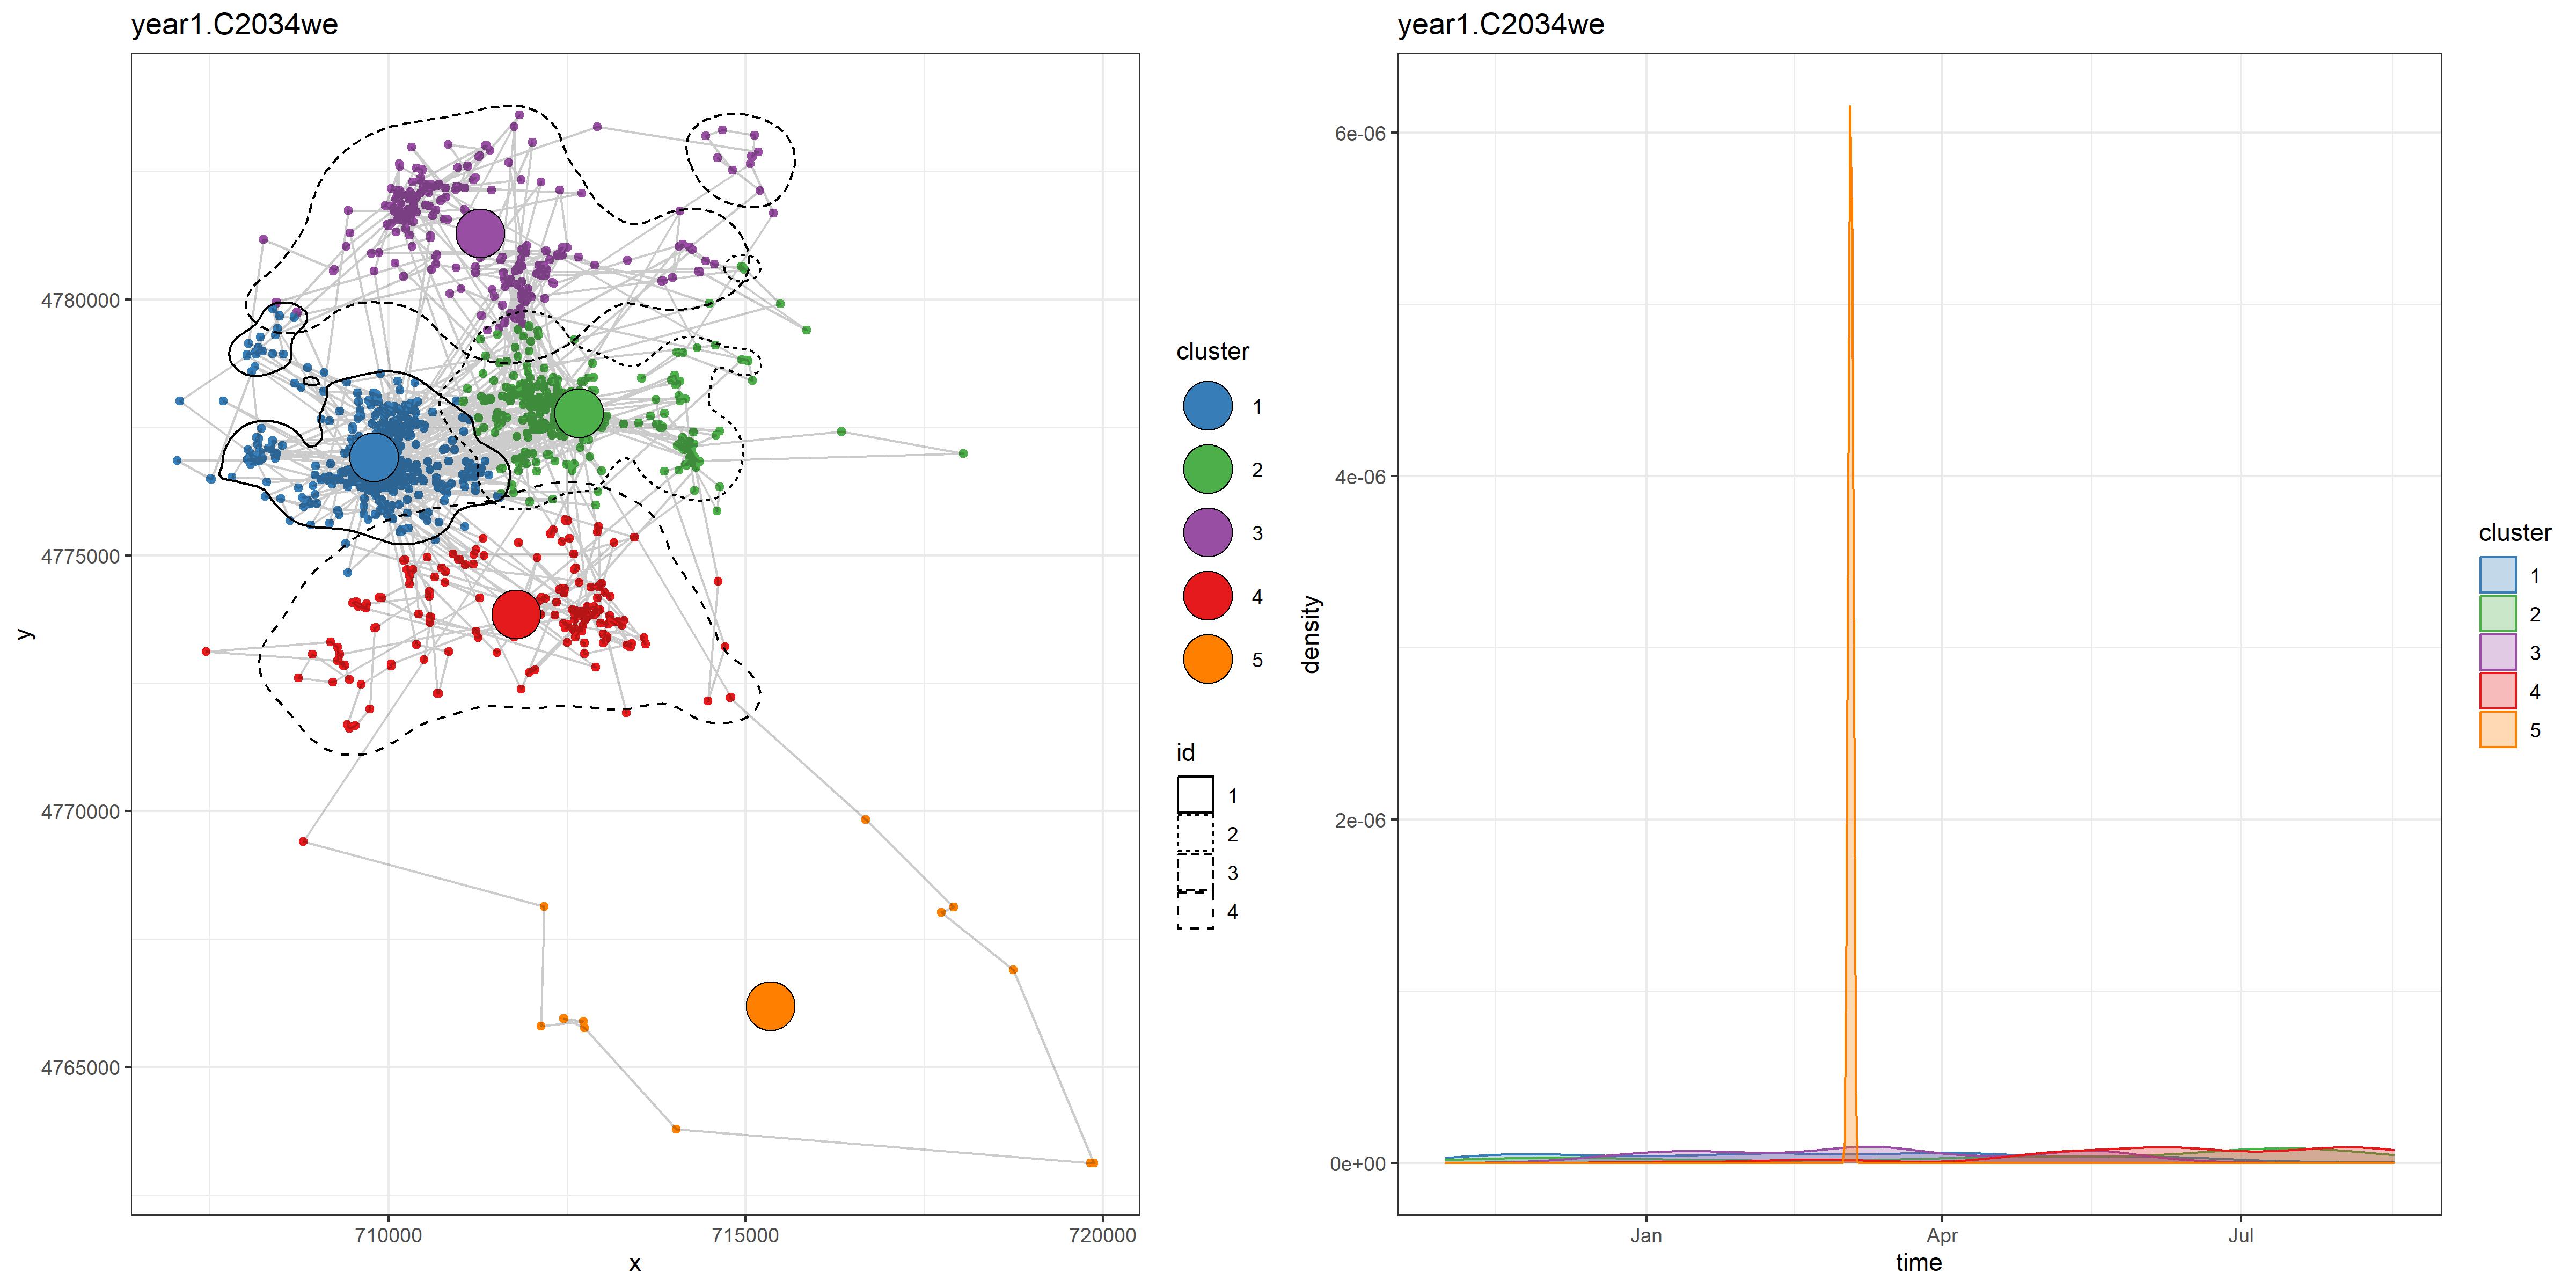 year1.C2034we
4780000
4775000
4770000
4765000
y
710000
715000
720000
x
cluster
1
2
3
4
5
id
1
2
3
4
year1.C2034we
6e-06
4e-06
2e-06
0e+00
density
Jan
Apr
Jul
time
cluster
1
2
3
4
5